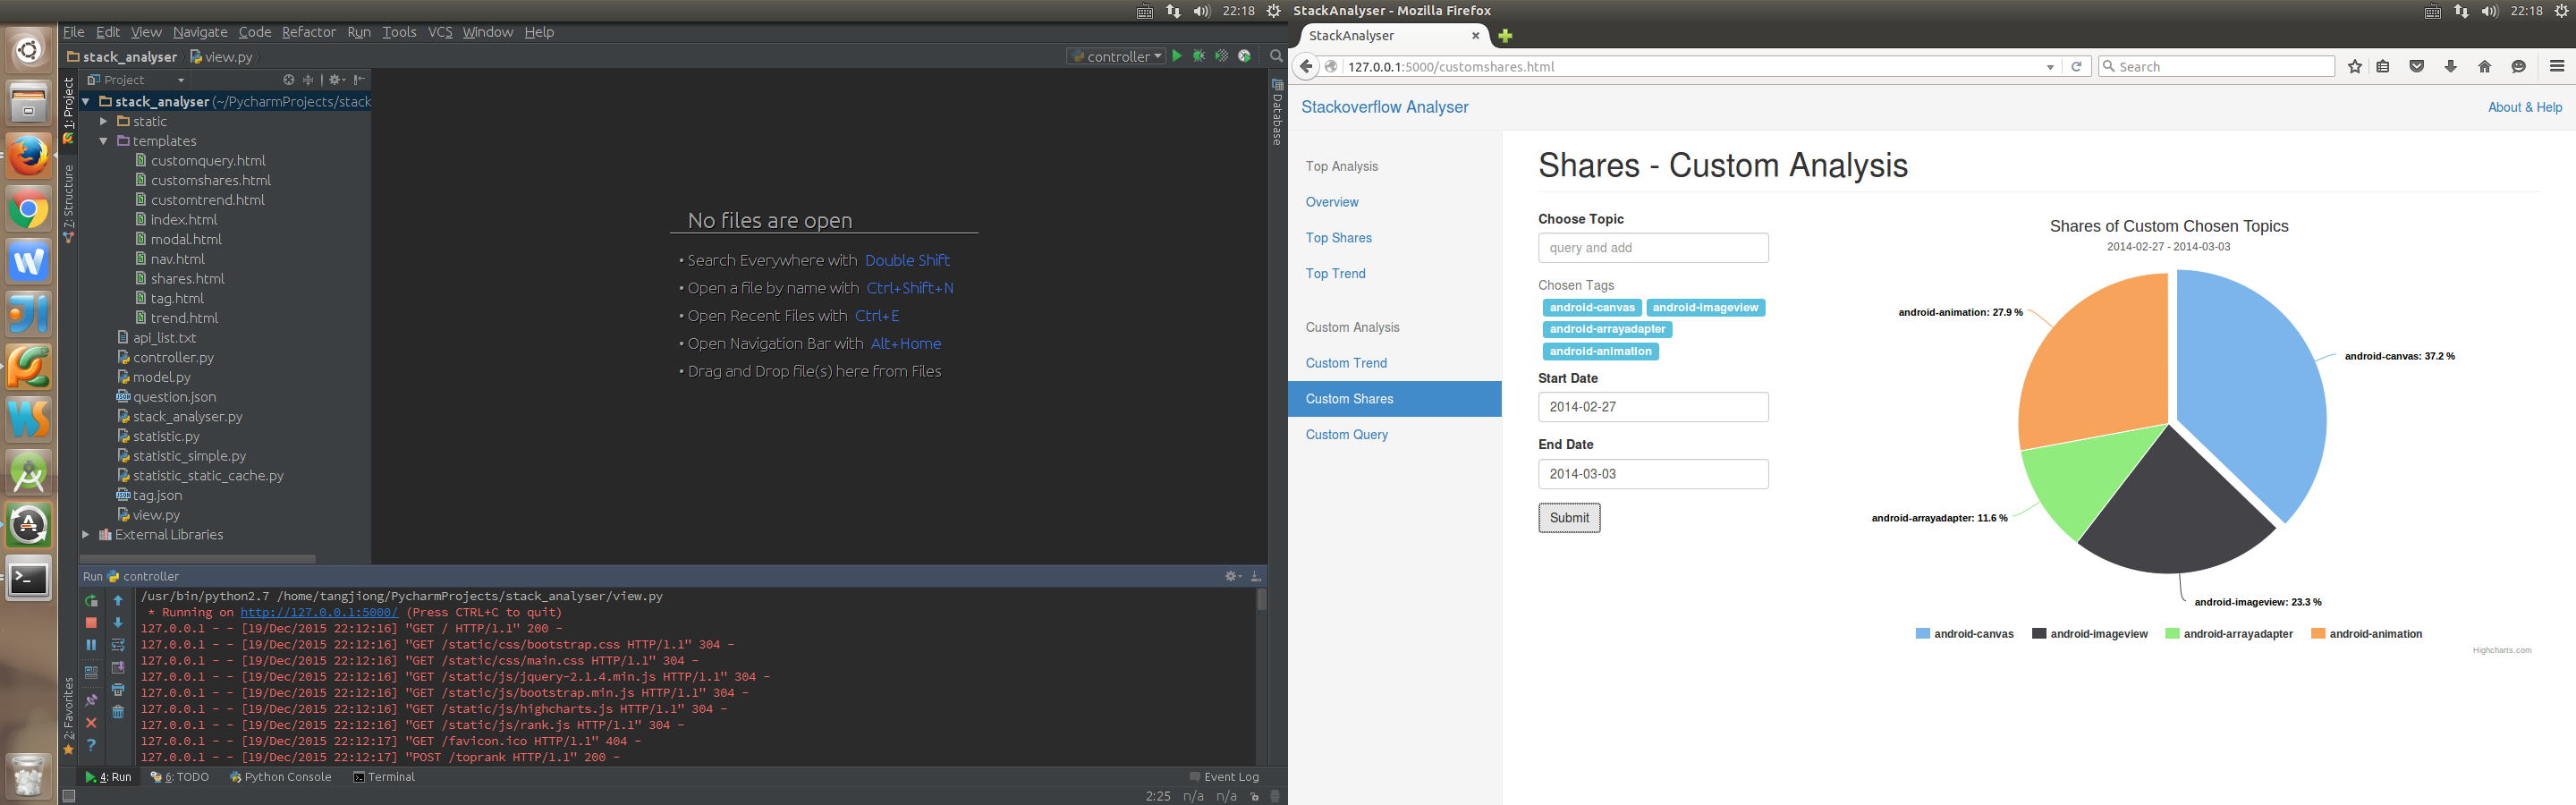 22:18
File Edit View Navigate Code Refactor Run Tools VCS Window Help
stack_analyser view.py
controller
Project
1: Project
7: Structure
2: Favorites
Database
stack_analyser (~/PycharmProjects/stack
static
templates
customquery.html
customshares.html
customtrend.html
index.html
modal.html
nav.html
shares.html
tag.html
trend.html
api_list.txt
controller.py
model.py
question.json
stack_analyser.py
statistic.py
statistic_simple.py
statistic_static_cache.py
tag.json
view.py
External Libraries
No files are open
• Search Everywhere with Double Shift
• Open a file by name with Ctrl+Shift+N
• Open Recent Files with Ctrl+E
• Open Navigation Bar with Alt+Home
• Drag and Drop file(s) here from Files
Run controller
/usr/bin/python2.7 /home/tangjiong/PycharmProjects/stack_analyser/view.py
* Running on http://127.0.0.1:5000/ (Press CTRL+C to quit)
127.0.0.1 - - [19/Dec/2015 22:12:16] "GET / HTTP/1.1" 200 -
127.0.0.1 - - [19/Dec/2015 22:12:16] "GET /static/css/bootstrap.css HTTP/1.1" 304 -
127.0.0.1 - - [19/Dec/2015 22:12:16] "GET /static/css/main.css HTTP/1.1" 304 -
127.0.0.1 - - [19/Dec/2015 22:12:16] "GET /static/js/jquery-2.1.4.min.js HTTP/1.1" 304 -
127.0.0.1 - - [19/Dec/2015 22:12:16] "GET /static/js/bootstrap.min.js HTTP/1.1" 304 -
127.0.0.1 - - [19/Dec/2015 22:12:16] "GET /static/js/highcharts.js HTTP/1.1" 304 -
127.0.0.1 - - [19/Dec/2015 22:12:16] "GET /static/js/rank.js HTTP/1.1" 304 -
127.0.0.1 - - [19/Dec/2015 22:12:17] "GET /favicon.ico HTTP/1.1" 404 -
127.0.0.1 - - [19/Dec/2015 22:12:17] "POST /toprank HTTP/1.1" 200 -
4: Run 6: TODO Python Console Terminal Event Log
2:25 n/a n/a
StackAnalyser - Mozilla Firefox 22:18
StackAnalyser
127.0.0.1:5000/customshares.html Search
Stackoverflow Analyser About & Help
Top Analysis
Overview
Top Shares
Top Trend
Custom Analysis
Custom Trend
Custom Shares
Custom Query
Shares - Custom Analysis
Choose Topic
query and add
Chosen Tags
android-canvas android-imageview
android-arrayadapter
android-animation
Start Date
2014-02-27
End Date
2014-03-03
Submit
Shares of Custom Chosen Topics
2014-02-27 - 2014-03-03
android-animation: 27.9 %
android-canvas: 37.2 %
android-arrayadapter: 11.6 %
android-imageview: 23.3 %
android-canvas android-imageview android-arrayadapter android-animation
Highcharts.com